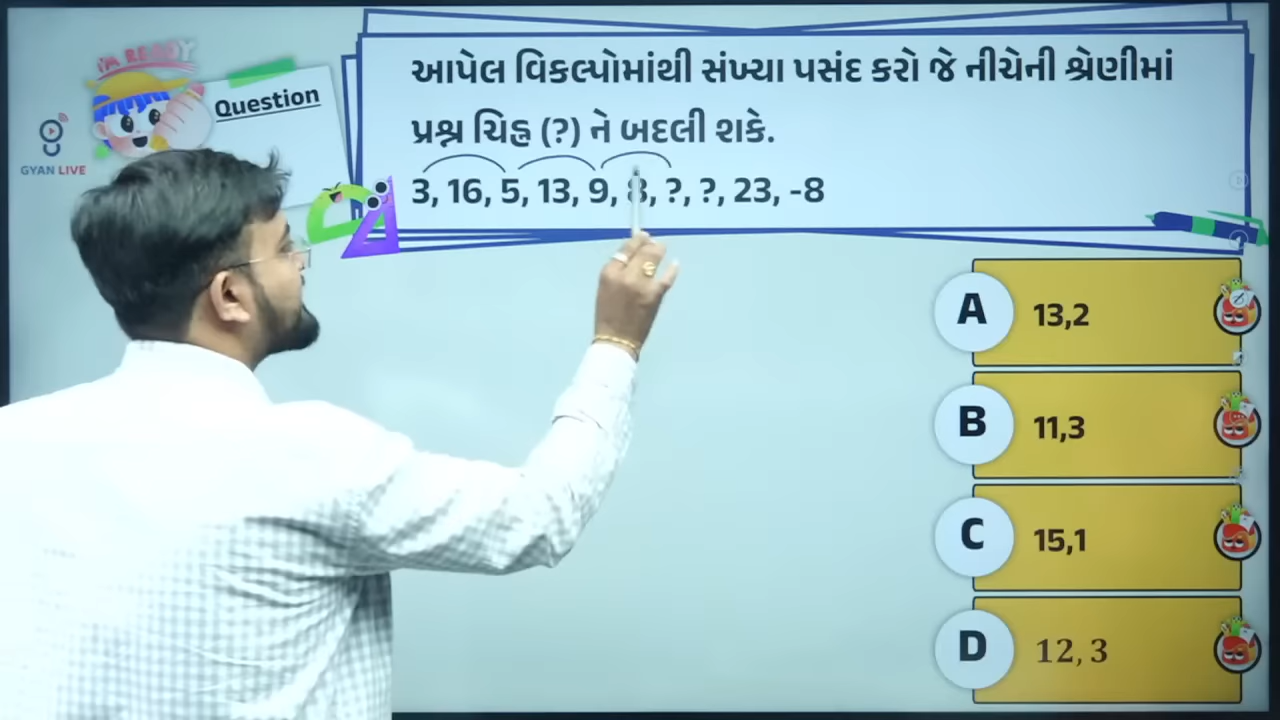 I'M READY
Question
GYAN LIVE
આપેલ વિકલ્પોમાંથી સંખ્યા પસંદ કરો જે નીચેની શ્રેણીમાં
પ્રશ્ન ચિહ્ન (?) ને બદલી શકે.
3, 16, 5, 13, 9, 8, ?, ?, 23, -8
A 13,2
B 11,3
C 15,1
D 12, 3